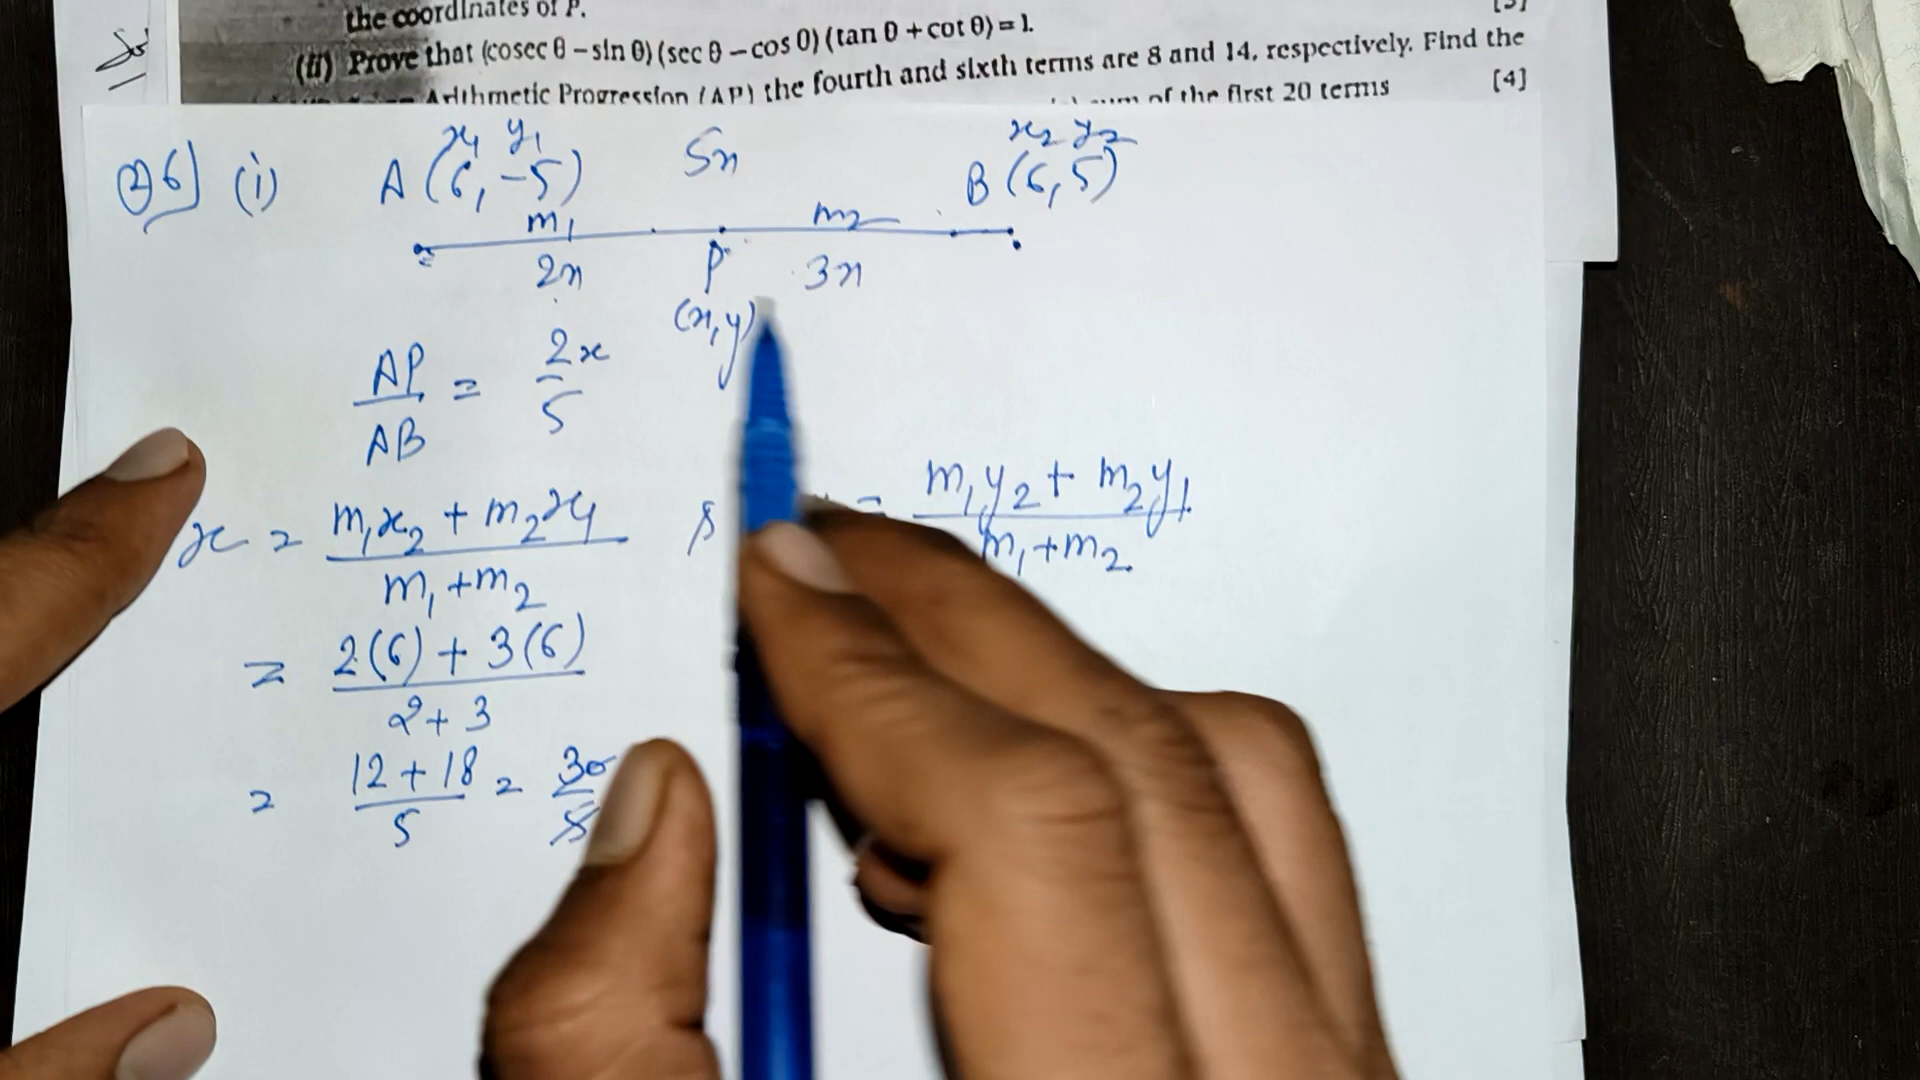 the coordinates of P.
(ii) Prove that (cosec θ – sin θ) (sec θ – cos θ) (tan θ + cot θ) = 1.
Arithmetic Progression (AP) the fourth and sixth terms are 8 and 14, respectively. Find the
sum of the first 20 terms [4]
Q6] (i) A (6, -5) 5x B (6, 5)
x₁ y₁ x₂ y₂
m₁ m₂
2x P 3x
(x, y)
AP/AB = 2x/5
x = (m₁x₂ + m₂x₁)/(m₁+m₂) = (m₁y₂ + m₂y₁)/(m₁+m₂)
= (2(6) + 3(6))/(2+3)
= (12+18)/5 = 30/5